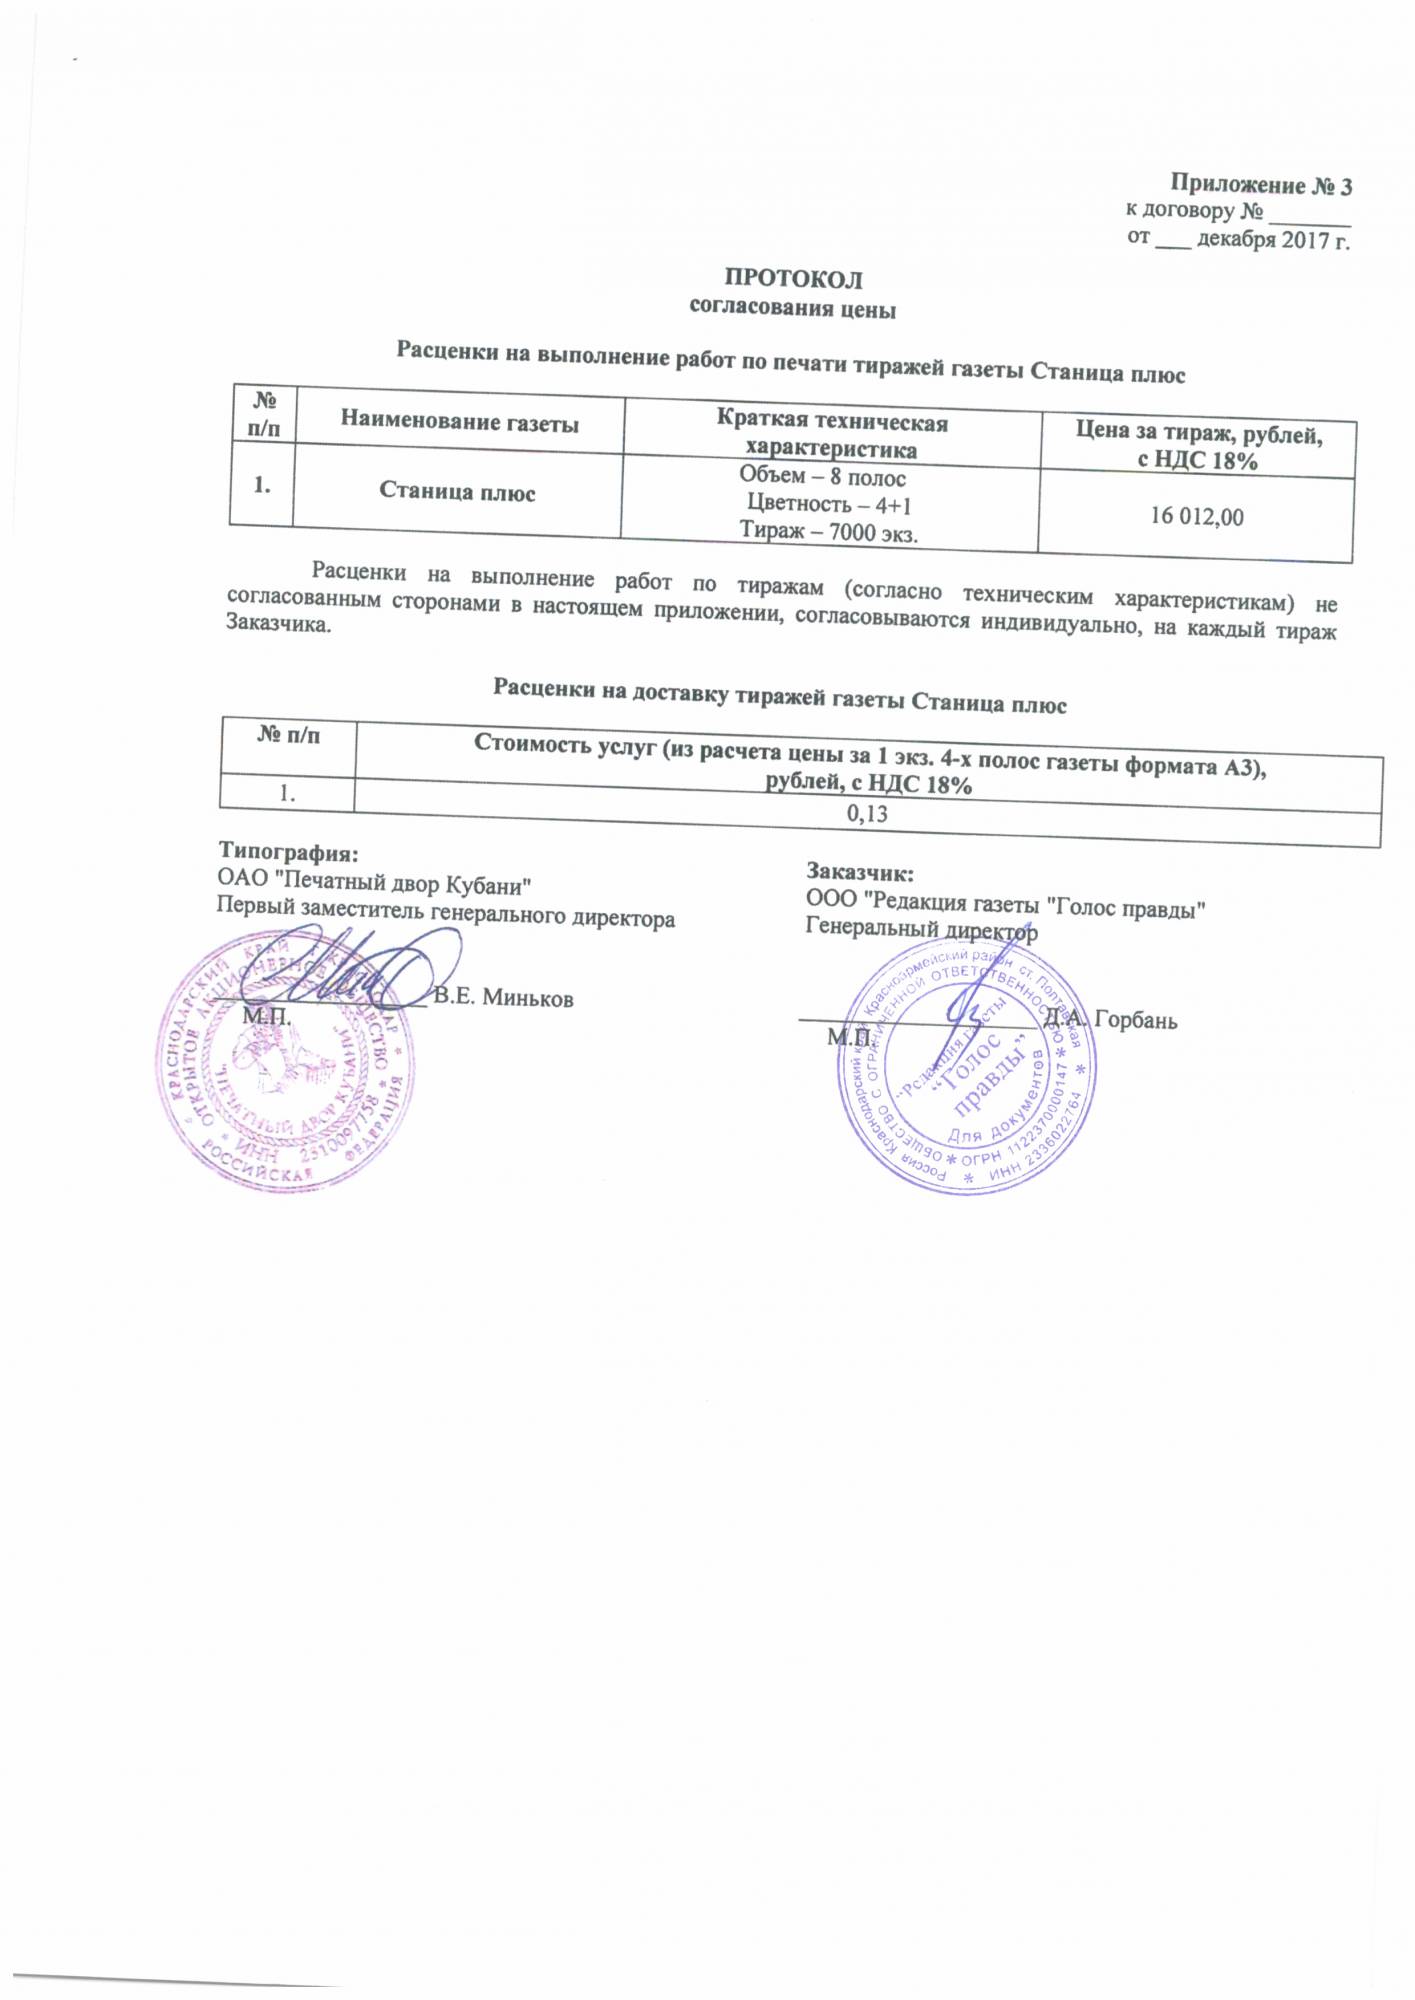 Приложение № 3
к договору № _______
от ___ декабря 2017 г.
ПРОТОКОЛ
согласования цены
Расценки на выполнение работ по печати тиражей газеты Станица плюс
№ п/п
Наименование газеты
Краткая техническая характеристика
Цена за тираж, рублей, с НДС 18%
1.
Станица плюс
Объем – 8 полос
Цветность – 4+1
Тираж – 7000 экз.
16 012,00
Расценки на выполнение работ по тиражам (согласно техническим характеристикам) не
согласованным сторонами в настоящем приложении, согласовываются индивидуально, на каждый тираж
Заказчика.
Расценки на доставку тиражей газеты Станица плюс
№ п/п
Стоимость услуг (из расчета цены за 1 экз. 4-х полос газеты формата А3),
рублей, с НДС 18%
1.
0,13
Типография:
ОАО "Печатный двор Кубани"
Первый заместитель генерального директора
В.Е. Миньков
М.П.
КРАСНОДАРСКИЙ КРАЙ
РОССИЙСКАЯ ФЕДЕРАЦИЯ
ОТКРЫТОЕ АКЦИОНЕРНОЕ ОБЩЕСТВО
* ИНН 2310097758 *
"ПЕЧАТНЫЙ ДВОР КУБАНИ"
Заказчик:
ООО "Редакция газеты "Голос правды"
Генеральный директор
Д.А. Горбань
М.П.
Россия Краснодарский край Красноармейский район ст. Полтавская
* ИНН 2336022764 *
ОБЩЕСТВО С ОГРАНИЧЕННОЙ ОТВЕТСТВЕННОСТЬЮ
* ОГРН 1122370000147 *
"Редакция газеты
"Голос
правды"
Для документов